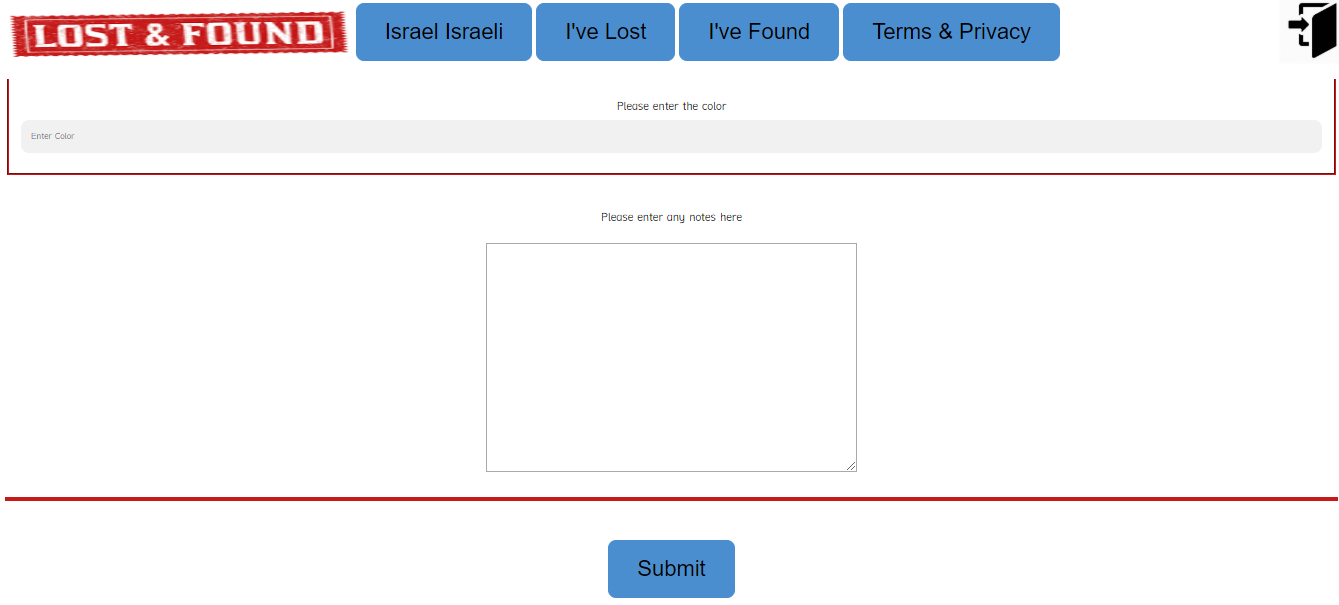 LOST & FOUND
Israel Israeli
I've Lost
I've Found
Terms & Privacy
Please enter the color
Enter Color
Please enter any notes here
Submit